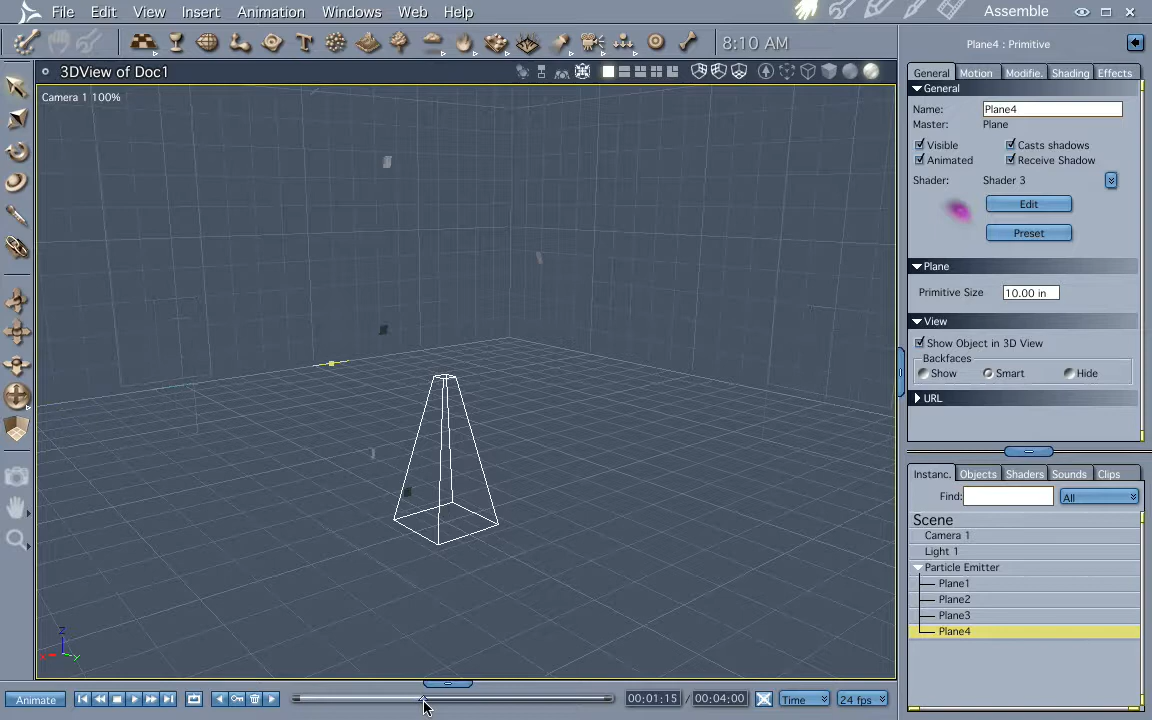 File Edit View Insert Animation Windows Web Help Assemble
8:10 AM
Plane4 : Primitive
3DView of Doc1
Camera 1 100%
General Motion Modifie. Shading Effects
General
Name: Plane4
Master: Plane
Visible Casts shadows
Animated Receive Shadow
Shader: Shader 3
Edit
Preset
Plane
Primitive Size 10.00 in
View
Show Object in 3D View
Backfaces
Show Smart Hide
URL
Instanc. Objects Shaders Sounds Clips
Find: All
Scene
Camera 1
Light 1
Particle Emitter
Plane1
Plane2
Plane3
Plane4
Z
X Y
Animate 00:01:15 / 00:04:00 Time 24 fps